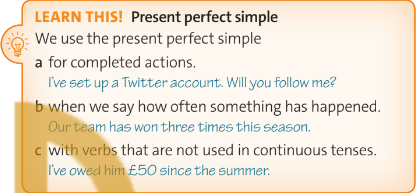 LEARN THIS! Present perfect simple
We use the present perfect simple
a for completed actions.
I've set up a Twitter account. Will you follow me?
b when we say how often something has happened.
Our team has won three times this season.
c with verbs that are not used in continuous tenses.
I've owed him £50 since the summer.